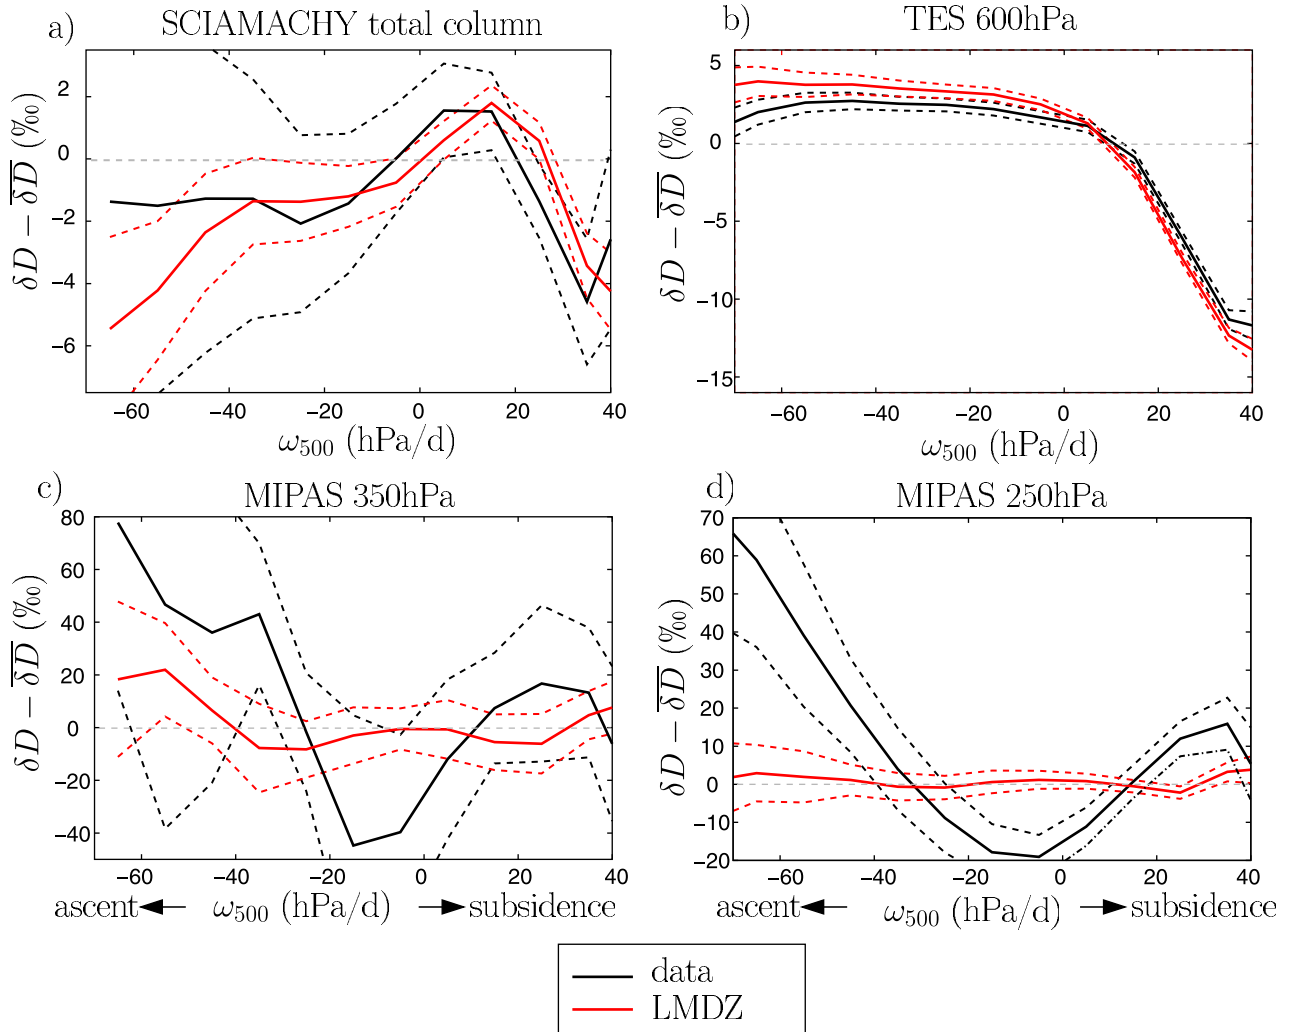 a) SCIAMACHY total column
2
0
−2
−4
−6
δD − δD̅ (‰)
−60 −40 −20 0 20 40
ω₅₀₀ (hPa/d)
b) TES 600hPa
5
0
−5
−10
−15
δD − δD̅ (‰)
−60 −40 −20 0 20 40
ω₅₀₀ (hPa/d)
c) MIPAS 350hPa
80
60
40
20
0
−20
−40
δD − δD̅ (‰)
−60 −40 −20 0 20 40
ascent ω₅₀₀ (hPa/d) subsidence
d) MIPAS 250hPa
70
60
50
40
30
20
10
0
−10
−20
δD − δD̅ (‰)
−60 −40 −20 0 20 40
ascent ω₅₀₀ (hPa/d) subsidence
data
LMDZ